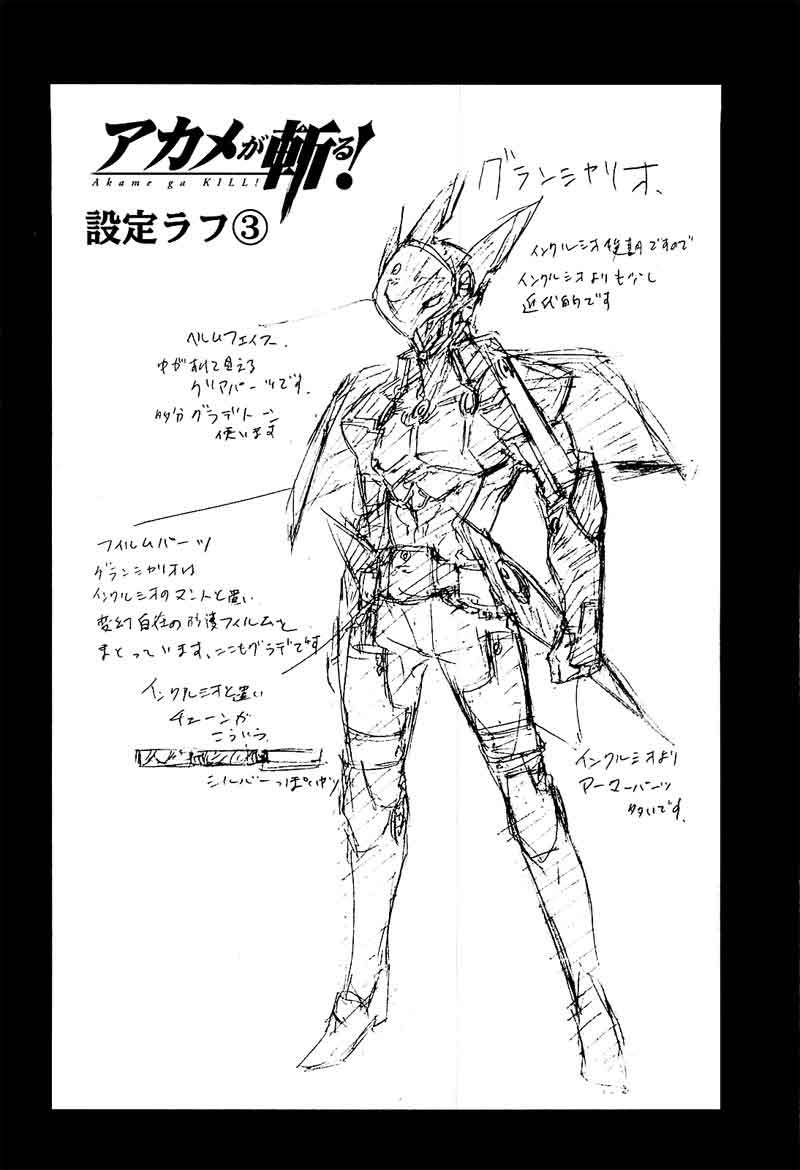 アカメが斬る!
Akame ga KILL!
設定ラフ③
グランシャリオ、
インクルシオ後期ですので
インクルシオよりも少し
近代的です
ヘルムフェイス、
ゆがんで見える
クリアパーツです。
多分グラデトーン
使います
フィルムパーツ
グランシャリオは
インクルシオのマントと違い
変幻自在の防護フィルムを
まとっています、ここもグラデです
インクルシオと違い
チェーンが
こういう、
シルバーっぽい
インクルシオより
アーマーパーツ
多いです。